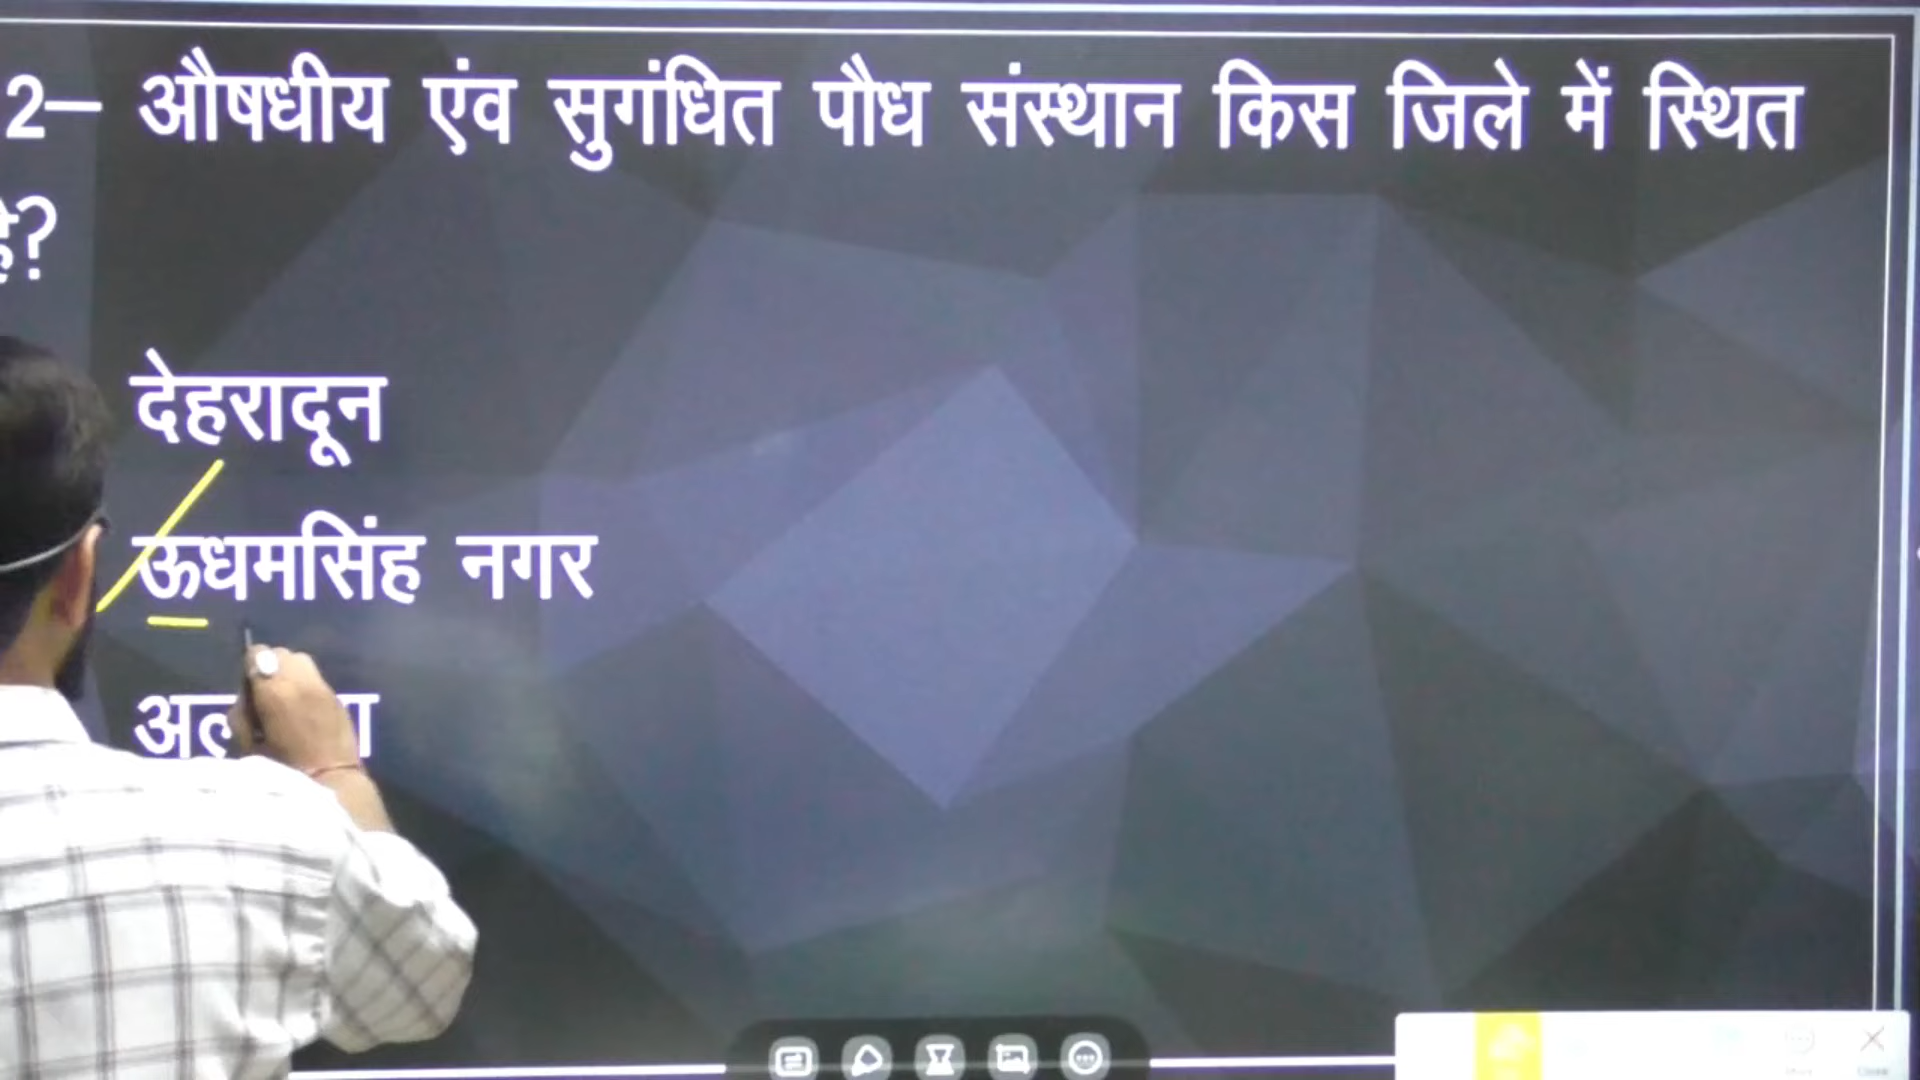 2– औषधीय एंव सुगंधित पौध संस्थान किस जिले में स्थित
है?
देहरादून
ऊधमसिंह नगर